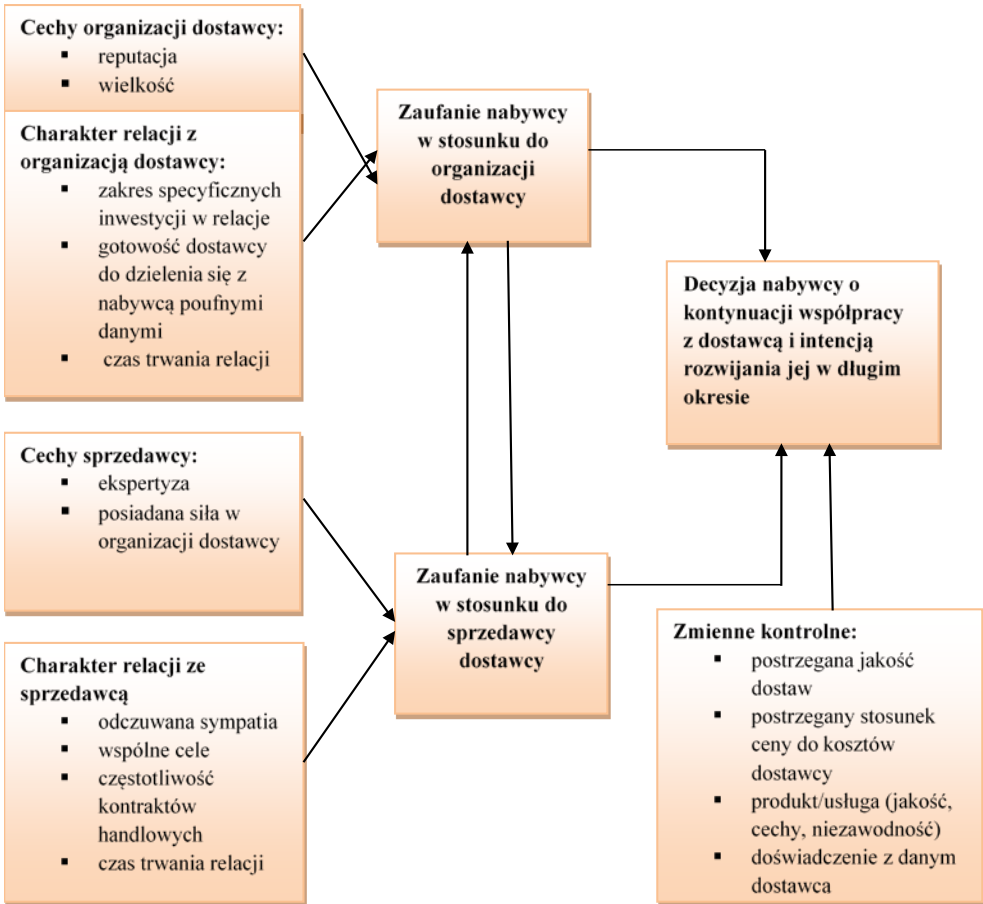 Cechy organizacji dostawcy:
▪ reputacja
▪ wielkość
Charakter relacji z
organizacją dostawcy:
▪ zakres specyficznych
inwestycji w relacje
▪ gotowość dostawcy
do dzielenia się z
nabywcą poufnymi
danymi
▪ czas trwania relacji
Cechy sprzedawcy:
▪ ekspertyza
▪ posiadana siła w
organizacji dostawcy
Charakter relacji ze
sprzedawcą
▪ odczuwana sympatia
▪ wspólne cele
▪ częstotliwość
kontraktów
handlowych
▪ czas trwania relacji
Zaufanie nabywcy
w stosunku do
organizacji
dostawcy
Zaufanie nabywcy
w stosunku do
sprzedawcy
dostawcy
Decyzja nabywcy o
kontynuacji współpracy
z dostawcą i intencją
rozwijania jej w długim
okresie
Zmienne kontrolne:
▪ postrzegana jakość
dostaw
▪ postrzegany stosunek
ceny do kosztów
dostawcy
▪ produkt/usługa (jakość,
cechy, niezawodność)
▪ doświadczenie z danym
dostawca